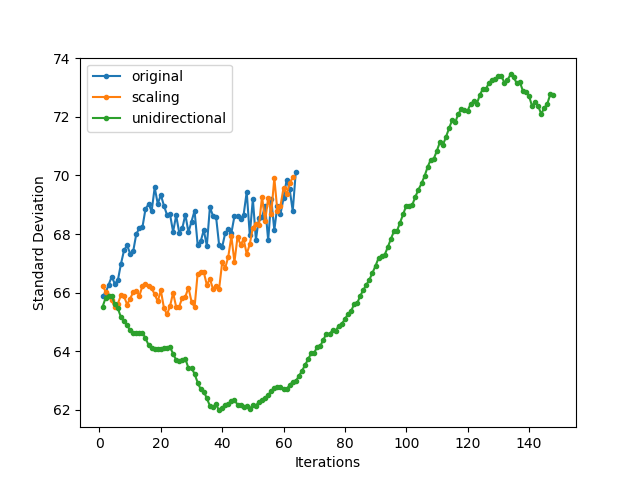 original
scaling
unidirectional
Standard Deviation
74
72
70
68
66
64
62
0 20 40 60 80 100 120 140
Iterations